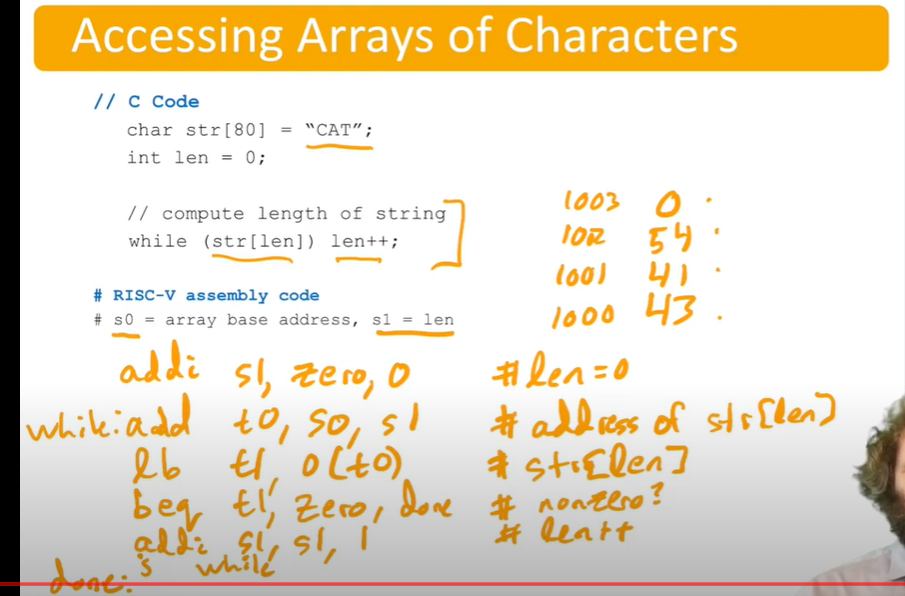 Accessing Arrays of Characters
// C Code
char str[80] = “CAT”;
int len = 0;
// compute length of string
while (str[len]) len++;
1003 0
1002 54
1001 41
1000 43
# RISC-V assembly code
# s0 = array base address, s1 = len
addi s1, zero, 0 # len=0
while: add t0, s0, s1 # address of str[len]
lb t1, 0(t0) # str[len]
beq t1, zero, done # nonzero?
addi s1, s1, 1 # len++
j while
done: